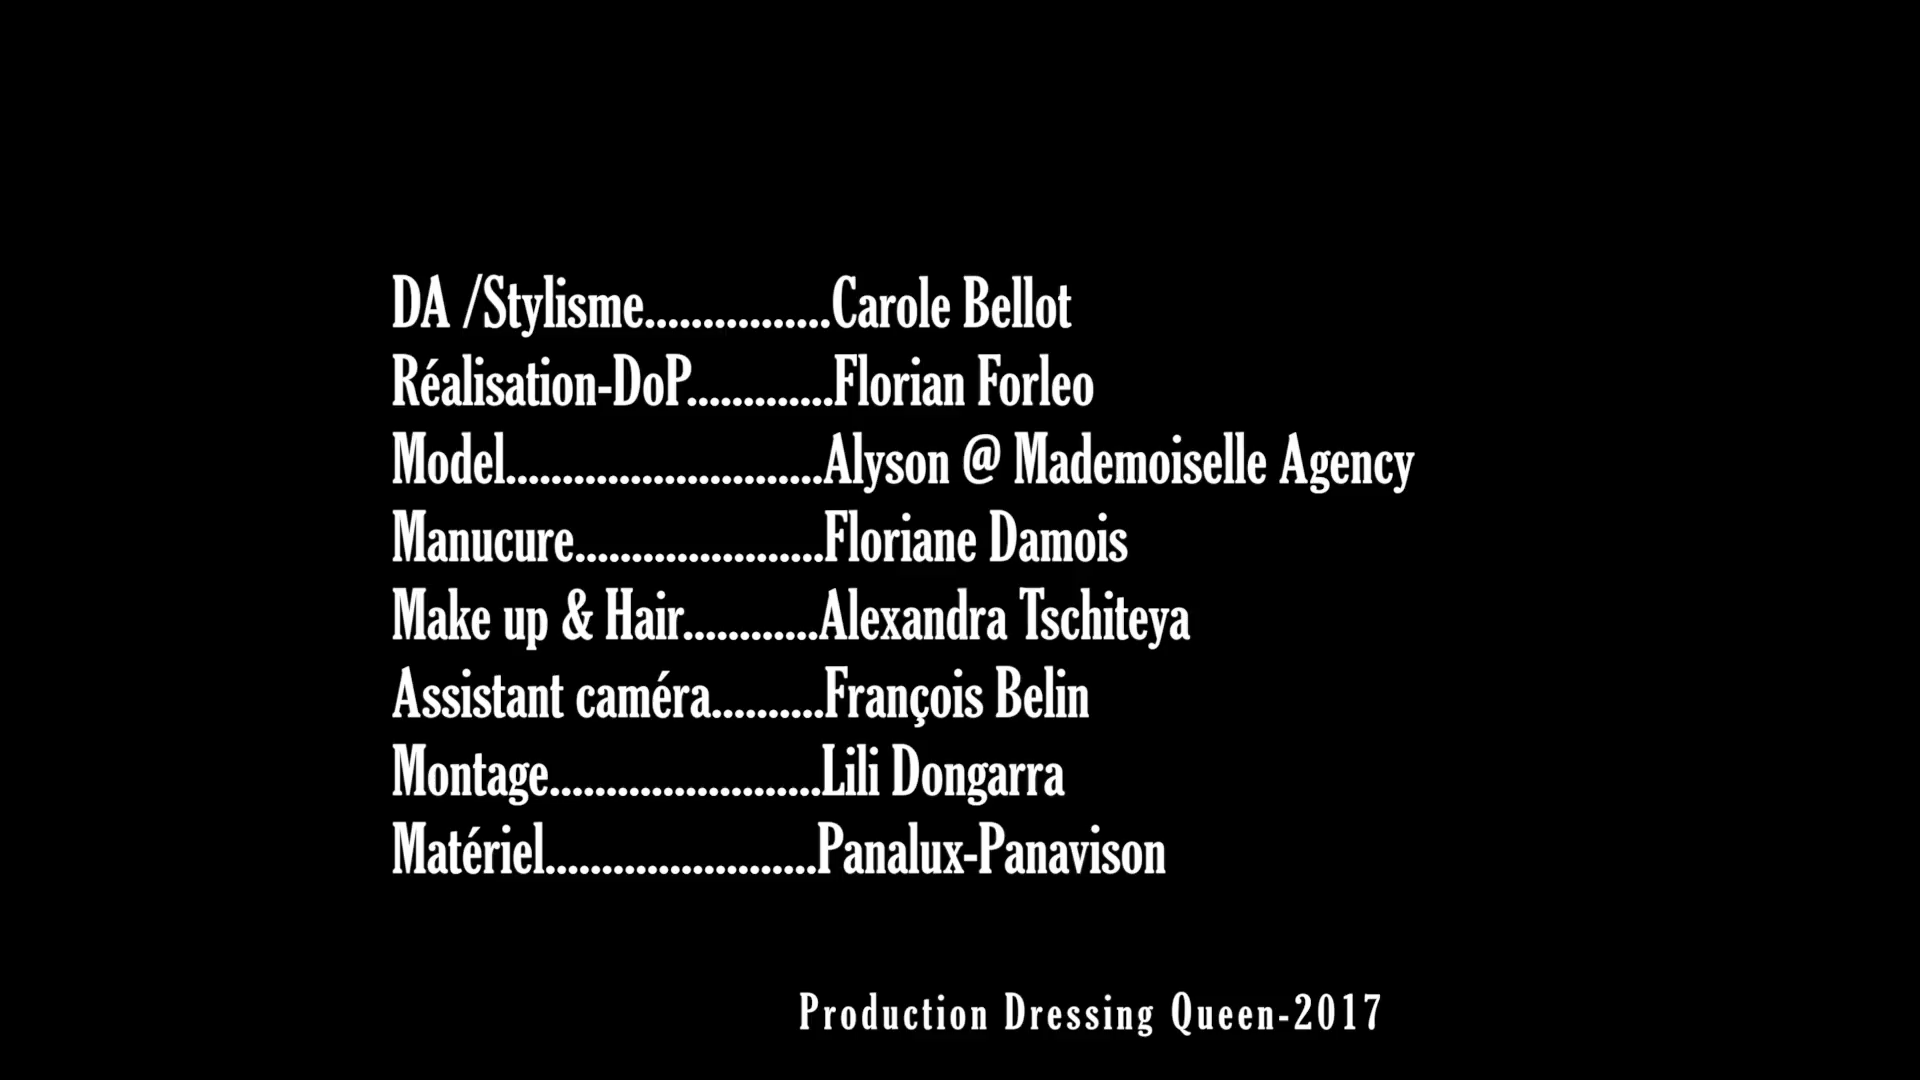 DA /Stylisme................Carole Bellot
Réalisation-DoP.............Florian Forleo
Model............................Alyson @ Mademoiselle Agency
Manucure......................Floriane Damois
Make up & Hair............Alexandra Tschiteya
Assistant caméra..........François Belin
Montage........................Lili Dongarra
Matériel........................Panalux-Panavison
Production Dressing Queen-2017